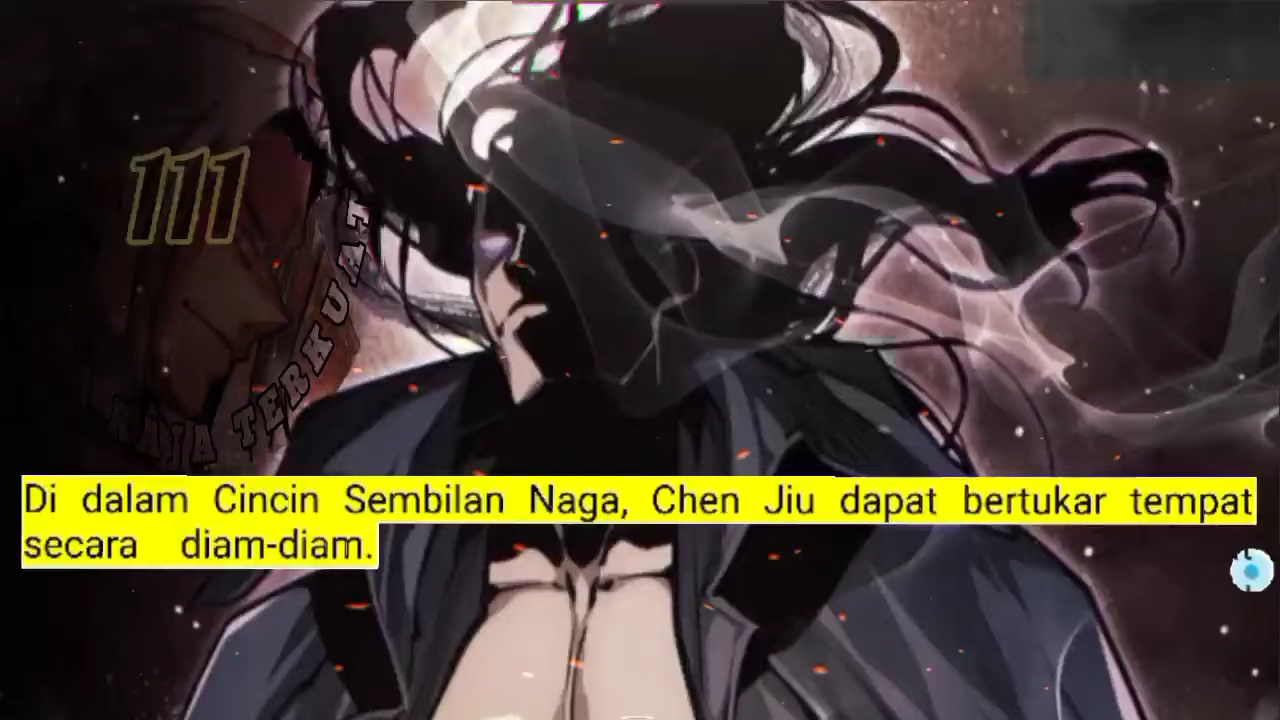 111
RAJA TERKUAT
Di dalam Cincin Sembilan Naga, Chen Jiu dapat bertukar tempat
secara diam-diam.